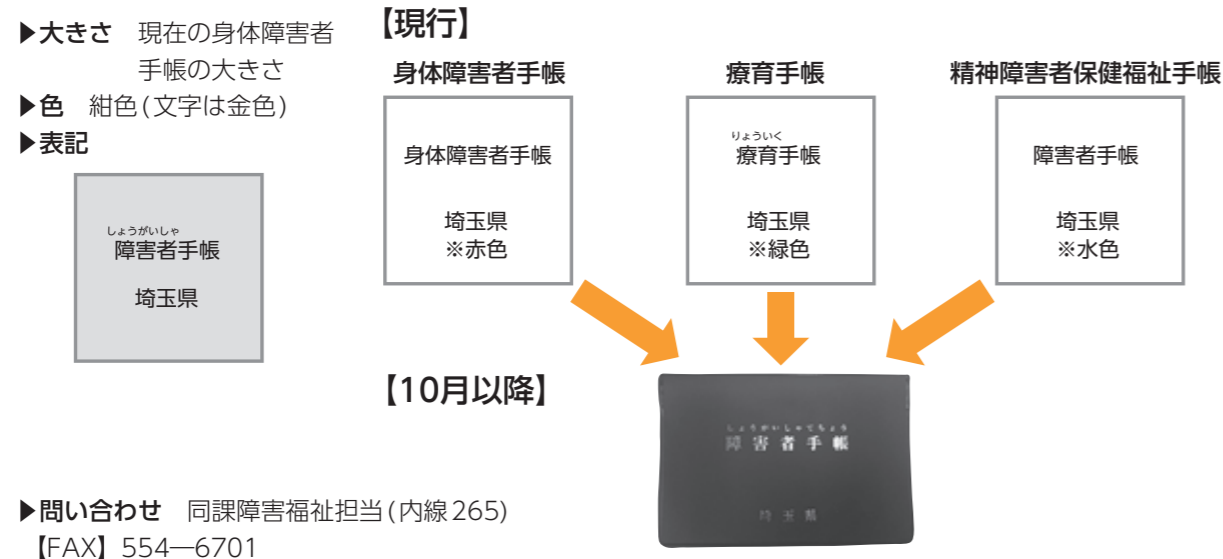 ▶大きさ 現在の身体障害者
手帳の大きさ
▶色 紺色(文字は金色)
▶表記
しょうがいしゃ
障害者手帳
埼玉県
【現行】
身体障害者手帳
身体障害者手帳
埼玉県
※赤色
療育手帳
りょういく
療育手帳
埼玉県
※緑色
精神障害者保健福祉手帳
障害者手帳
埼玉県
※水色
【10月以降】
しょうがいしゃてちょう
障害者手帳
埼玉県
▶問い合わせ 同課障害福祉担当(内線265)
【FAX】554―6701